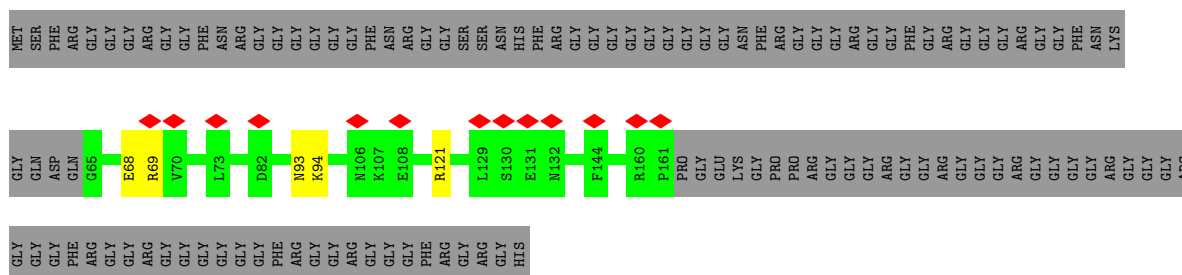 MET SER PHE ARG GLY GLY GLY ARG GLY GLY PHE ASN ARG GLY GLY GLY GLY GLY GLY PHE ASN ARG GLY GLY SER SER ASN HIS PHE ARG GLY GLY GLY GLY GLY GLY GLY GLY GLY ASN PHE ARG GLY GLY GLY ARG GLY GLY PHE GLY ARG GLY GLY GLY ARG GLY GLY PHE ASN LYS
GLY GLN ASP GLN G65 E68 R69 V70 L73 D82 N93 K94 N106 K107 E108 R121 L129 S130 E131 N132 F144 R160 P161 PRO GLY GLU LYS GLY PRO PRO ARG GLY GLY GLY ARG GLY GLY ARG GLY GLY GLY ARG GLY GLY GLY GLY ARG GLY GLY GLY ARG
GLY GLY GLY PHE ARG GLY GLY ARG GLY GLY GLY GLY GLY GLY PHE ARG GLY GLY ARG GLY GLY GLY PHE ARG GLY ARG GLY HIS